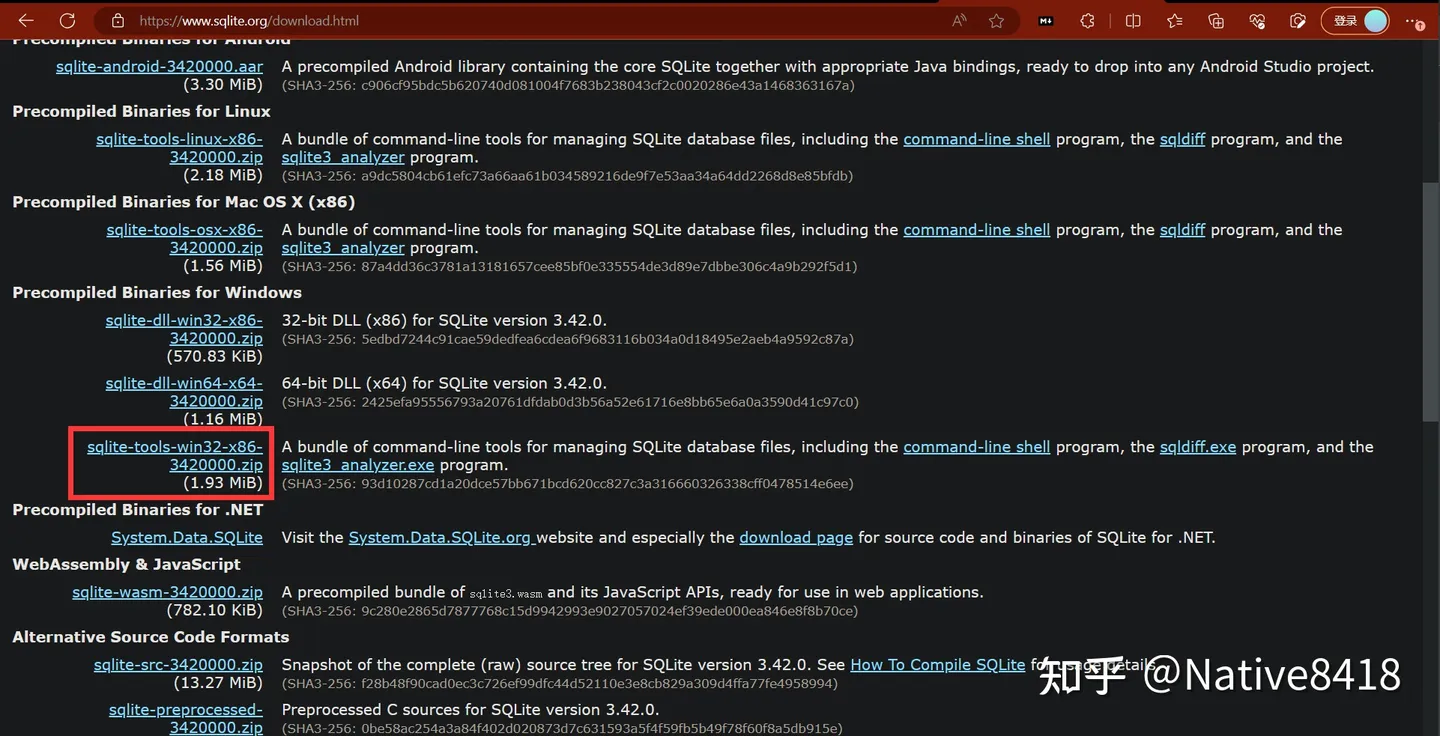 https://www.sqlite.org/download.html
登录
Precompiled Binaries for Android
sqlite-android-3420000.aar
(3.30 MiB)
A precompiled Android library containing the core SQLite together with appropriate Java bindings, ready to drop into any Android Studio project.
(SHA3-256: c906cf95bdc5b620740d081004f7683b238043cf2c0020286e43a1468363167a)
Precompiled Binaries for Linux
sqlite-tools-linux-x86-
3420000.zip
(2.18 MiB)
A bundle of command-line tools for managing SQLite database files, including the command-line shell program, the sqldiff program, and the
sqlite3_analyzer program.
(SHA3-256: a9dc5804cb61efc73a66aa61b034589216de9f7e53aa34a64dd2268d8e85bfdb)
Precompiled Binaries for Mac OS X (x86)
sqlite-tools-osx-x86-
3420000.zip
(1.56 MiB)
A bundle of command-line tools for managing SQLite database files, including the command-line shell program, the sqldiff program, and the
sqlite3_analyzer program.
(SHA3-256: 87a4dd36c3781a13181657cee85bf0e335554de3d89e7dbbe306c4a9b292f5d1)
Precompiled Binaries for Windows
sqlite-dll-win32-x86-
3420000.zip
(570.83 KiB)
32-bit DLL (x86) for SQLite version 3.42.0.
(SHA3-256: 5edbd7244c91cae59dedfea6cdea6f9683116b034a0d18495e2aeb4a9592c87a)
sqlite-dll-win64-x64-
3420000.zip
(1.16 MiB)
64-bit DLL (x64) for SQLite version 3.42.0.
(SHA3-256: 2425efa95556793a20761dfdab0d3b56a52e61716e8bb65e6a0a3590d41c97c0)
sqlite-tools-win32-x86-
3420000.zip
(1.93 MiB)
A bundle of command-line tools for managing SQLite database files, including the command-line shell program, the sqldiff.exe program, and the
sqlite3_analyzer.exe program.
(SHA3-256: 93d10287cd1a20dce57bb671bcd620cc827c3a316660326338cff0478514e6ee)
Precompiled Binaries for .NET
System.Data.SQLite
Visit the System.Data.SQLite.org website and especially the download page for source code and binaries of SQLite for .NET.
WebAssembly & JavaScript
sqlite-wasm-3420000.zip
(782.10 KiB)
A precompiled bundle of sqlite3.wasm and its JavaScript APIs, ready for use in web applications.
(SHA3-256: 9c280e2865d7877768c15d9942993e9027057024ef39ede000ea846e8f8b70ce)
Alternative Source Code Formats
sqlite-src-3420000.zip
(13.27 MiB)
Snapshot of the complete (raw) source tree for SQLite version 3.42.0. See How To Compile SQLite for usage details.
(SHA3-256: f28b48f90cad0ec3c726ef99dfc44d52110e3e8cb829a309d4ffa77fe4958994)
sqlite-preprocessed-
3420000.zip
Preprocessed C sources for SQLite version 3.42.0.
(SHA3-256: 0be58ac254a3a84f402d020873d7c631593a5f4f59fb5b49f78f60f8a5db915e)
知乎 @Native8418